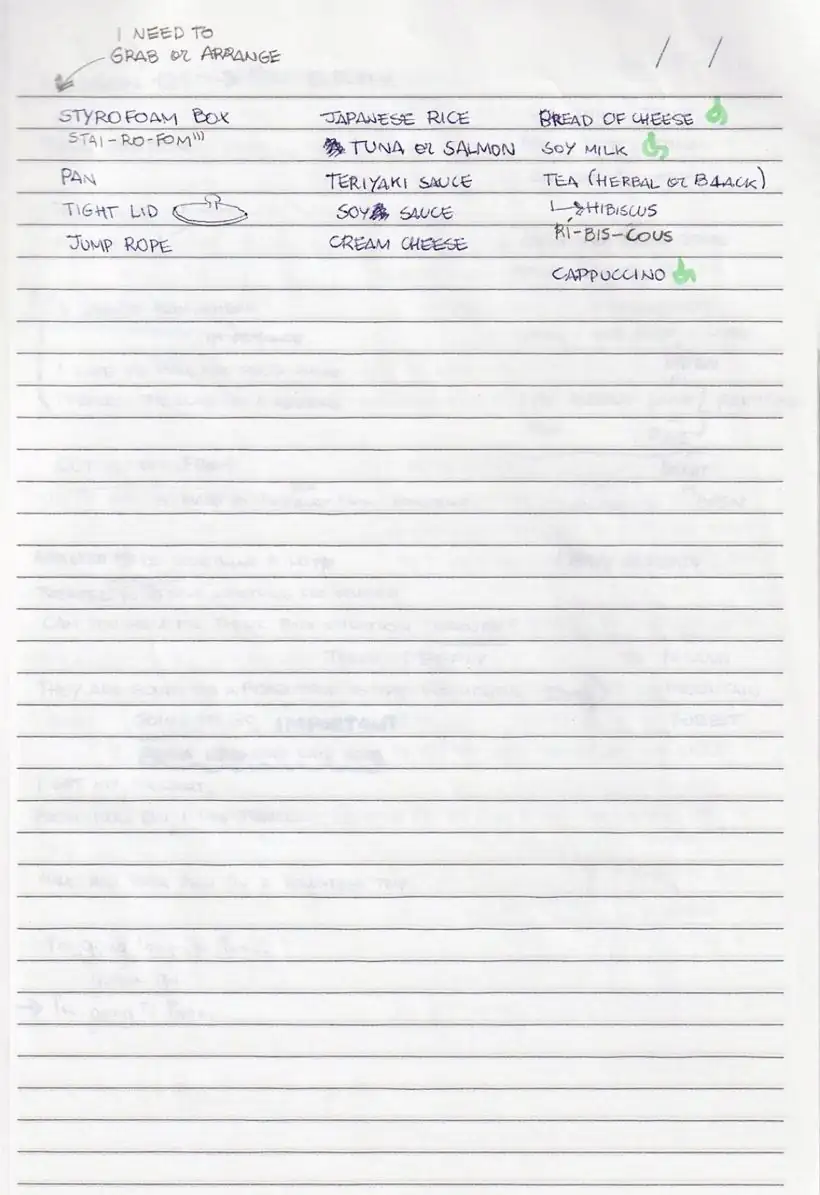 I NEED TO
GRAB or ARRANGE
/ /
STYROFOAM BOX
STAI-RO-FOM")
PAN
TIGHT LID
JUMP ROPE
JAPANESE RICE
TUNA or SALMON
TERIYAKI SAUCE
SOY SAUCE
CREAM CHEESE
BREAD OF CHEESE
SOY MILK
TEA (HERBAL or BLACK)
HIBISCUS
RÍ-BIS-COUS
CAPPUCCINO